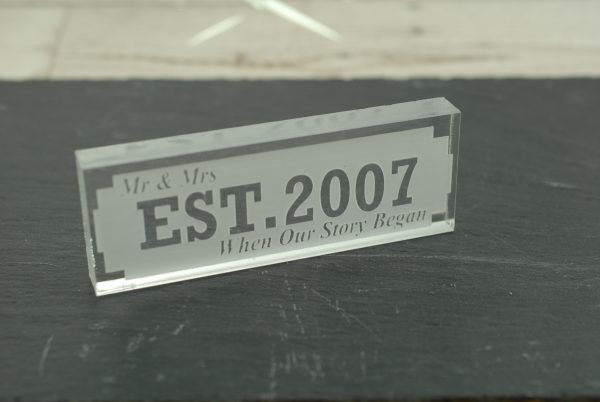 Mr & Mrs
EST.2007
When Our Story Began